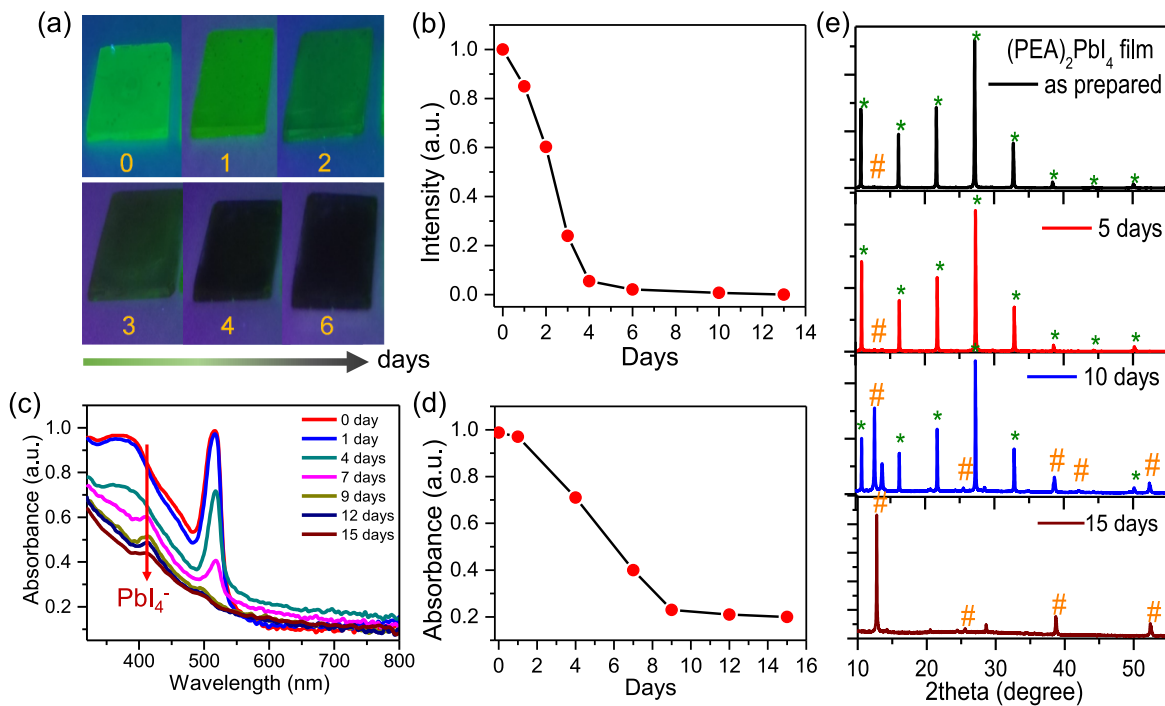 (a)
0
1
2
3
4
6
days
(b)
Intensity (a.u.)
1.0
0.8
0.6
0.4
0.2
0.0
0 2 4 6 8 10 12 14
Days
(c)
Absorbance (a.u.)
1.0
0.8
0.6
0.4
0.2
0 day
1 day
4 days
7 days
9 days
12 days
15 days
PbI₄⁻
400 500 600 700 800
Wavelength (nm)
(d)
Absorbance (a.u.)
1.0
0.8
0.6
0.4
0.2
0.0
0 2 4 6 8 10 12 14 16
Days
(e)
(PEA)₂PbI₄ film
as prepared
* # * * * * * * *
5 days
* # * * * * * * *
10 days
* # * * # * * # # * #
15 days
# # # #
10 20 30 40 50
2theta (degree)